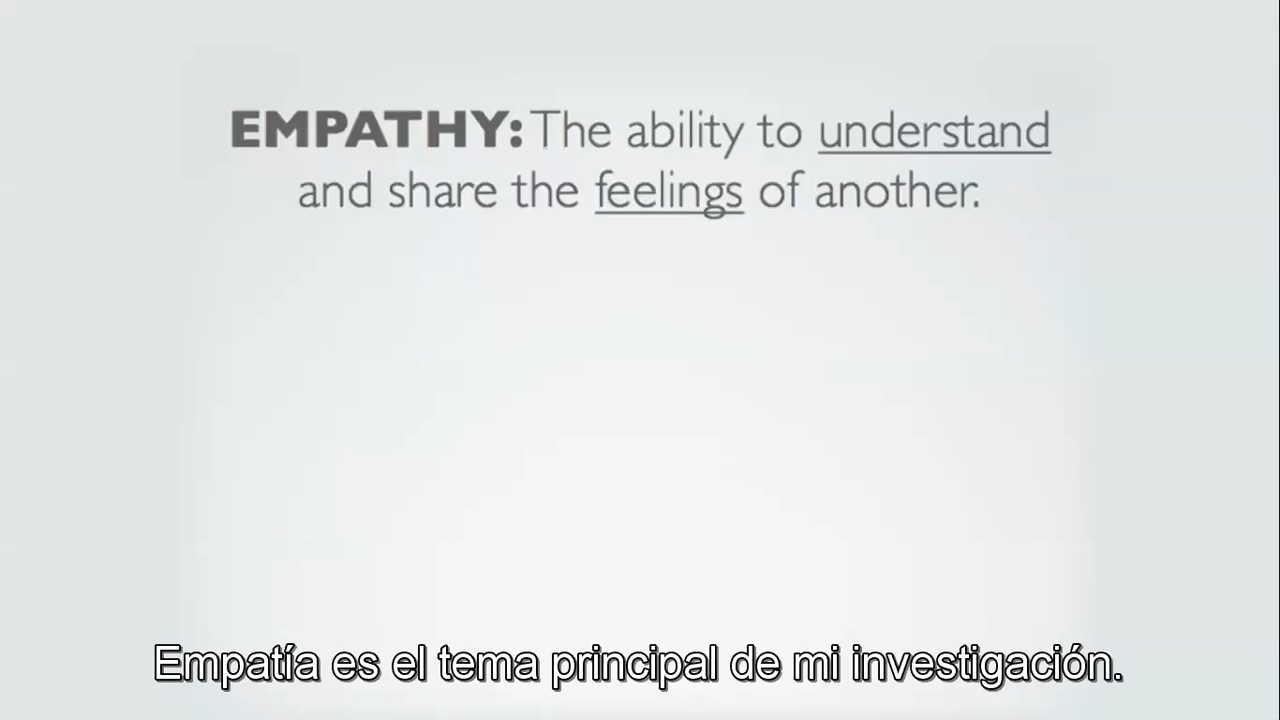 EMPATHY: The ability to understand
and share the feelings of another.
Empatía es el tema principal de mi investigación.